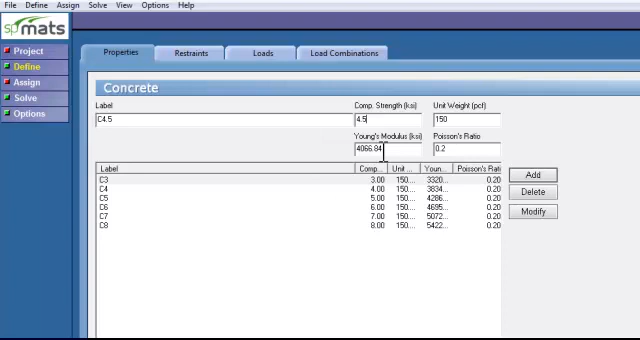 File Define Assign Solve View Options Help
spmats
Project
Define
Assign
Solve
Options
Properties Restraints Loads Load Combinations
Concrete
Label Comp. Strength (ksi) Unit Weight (pcf)
C4.5 4.5 150
Young's Modulus (ksi) Poisson's Ratio
4066.84 0.2
Label Comp... Unit ... Youn... Poisson's Rati
C3 3.00 150.... 3320... 0.20
C4 4.00 150.... 3834... 0.20
C5 5.00 150.... 4286... 0.20
C6 6.00 150.... 4695... 0.20
C7 7.00 150.... 5072... 0.20
C8 8.00 150.... 5422... 0.20
Add
Delete
Modify